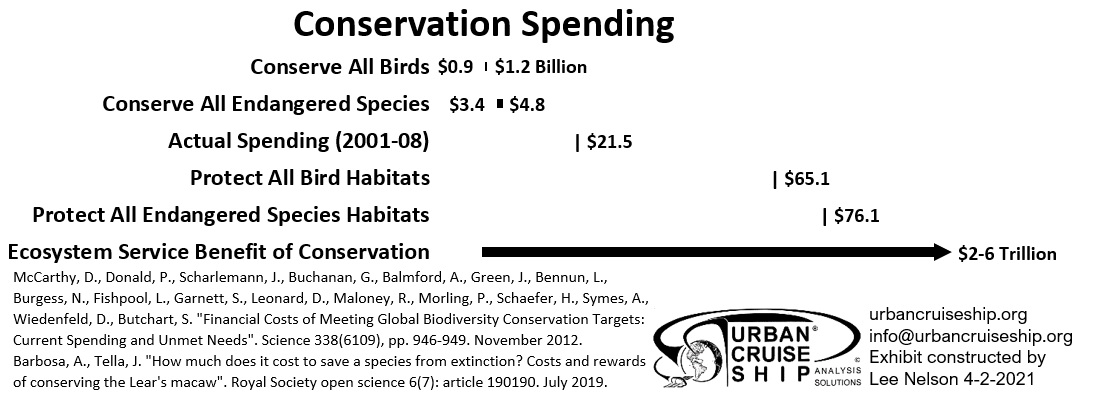 Conservation Spending
Conserve All Birds $0.9 $1.2 Billion
Conserve All Endangered Species $3.4 $4.8
Actual Spending (2001-08) $21.5
Protect All Bird Habitats $65.1
Protect All Endangered Species Habitats $76.1
Ecosystem Service Benefit of Conservation $2-6 Trillion
McCarthy, D., Donald, P., Scharlemann, J., Buchanan, G., Balmford, A., Green, J., Bennun, L.,
Burgess, N., Fishpool, L., Garnett, S., Leonard, D., Maloney, R., Morling, P., Schaefer, H., Symes, A.,
Wiedenfeld, D., Butchart, S. "Financial Costs of Meeting Global Biodiversity Conservation Targets:
Current Spending and Unmet Needs". Science 338(6109), pp. 946-949. November 2012.
Barbosa, A., Tella, J. "How much does it cost to save a species from extinction? Costs and rewards
of conserving the Lear's macaw". Royal Society open science 6(7): article 190190. July 2019.
URBAN®
CRUISE
SHIP
©
ANALYSIS
SOLUTIONS
urbancruiseship.org
info@urbancruiseship.org
Exhibit constructed by
Lee Nelson 4-2-2021